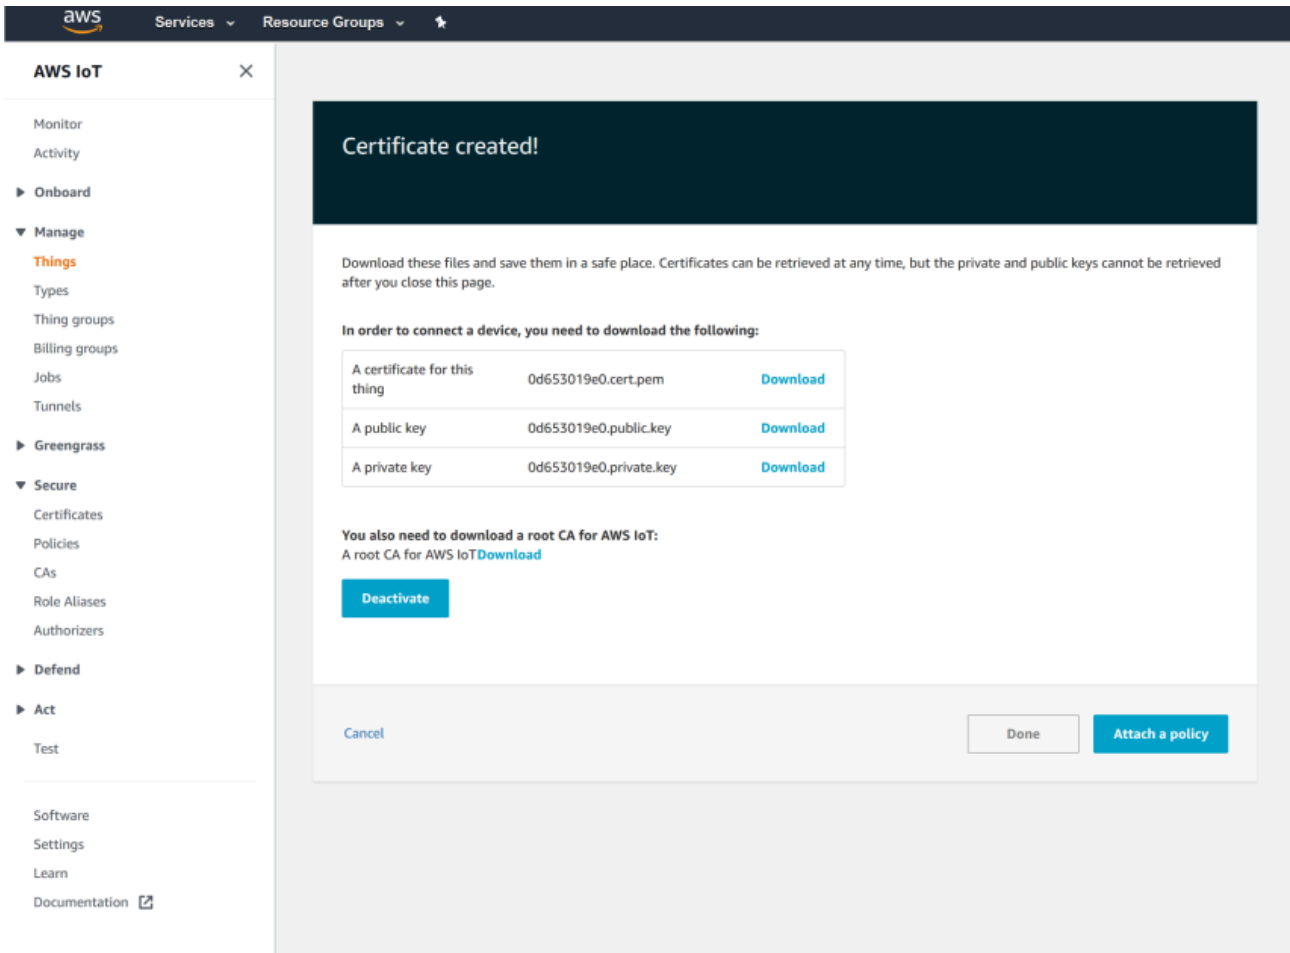 aws
Services
Resource Groups
AWS IoT
Monitor
Activity
Onboard
Manage
Things
Types
Thing groups
Billing groups
Jobs
Tunnels
Greengrass
Secure
Certificates
Policies
CAs
Role Aliases
Authorizers
Defend
Act
Test
Software
Settings
Learn
Documentation
Certificate created!
Download these files and save them in a safe place. Certificates can be retrieved at any time, but the private and public keys cannot be retrieved
after you close this page.
In order to connect a device, you need to download the following:
A certificate for this
thing
0d653019e0.cert.pem
Download
A public key
0d653019e0.public.key
Download
A private key
0d653019e0.private.key
Download
You also need to download a root CA for AWS IoT:
A root CA for AWS IoTDownload
Deactivate
Cancel
Done
Attach a policy